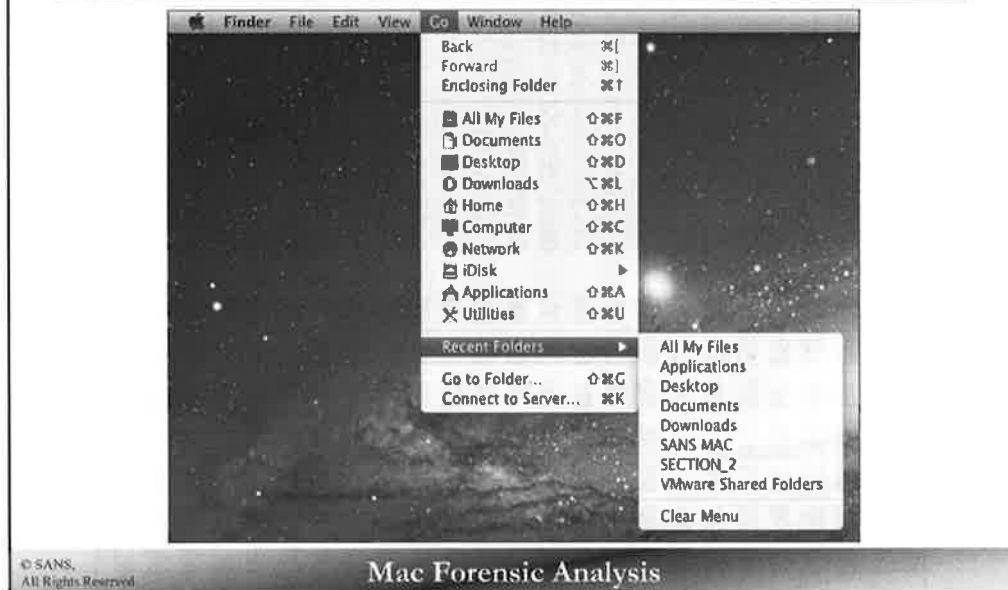 Finder File Edit View Go Window Help
Back ⌘[
Forward ⌘]
Enclosing Folder ⌘↑
All My Files ⇧⌘F
Documents ⇧⌘O
Desktop ⇧⌘D
Downloads ⌥⌘L
Home ⇧⌘H
Computer ⇧⌘C
Network ⇧⌘K
iDisk
Applications ⇧⌘A
Utilities ⇧⌘U
Recent Folders
Go to Folder... ⇧⌘G
Connect to Server... ⌘K
All My Files
Applications
Desktop
Documents
Downloads
SANS MAC
SECTION_2
VMware Shared Folders
Clear Menu
© SANS,
All Rights Reserved
Mac Forensic Analysis